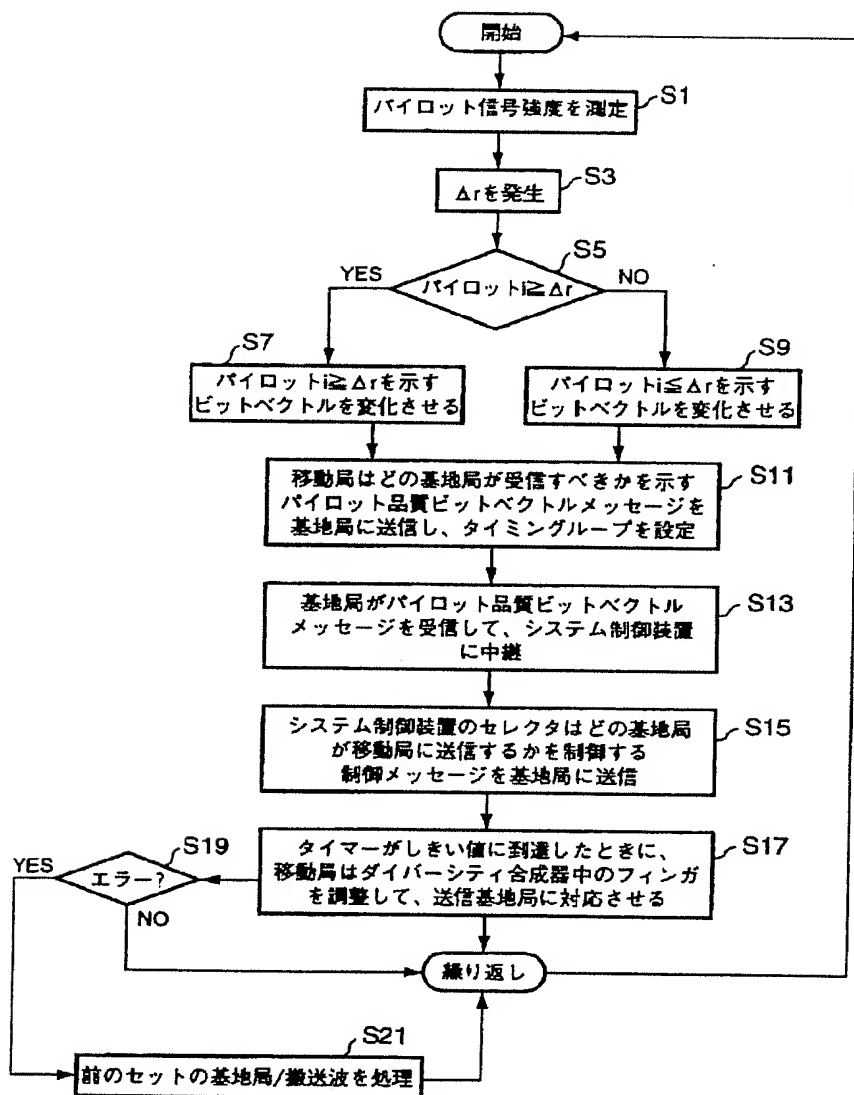 開始
S1
パイロット信号強度を測定
S3
Δrを発生
S5
YES
パイロットi≧Δr
NO
S7
パイロットi≧Δrを示す
ビットベクトルを変化させる
S9
パイロットi≦Δrを示す
ビットベクトルを変化させる
移動局はどの基地局が受信すべきかを示す
パイロット品質ビットベクトルメッセージを
基地局に送信し、タイミングループを設定
S11
基地局がパイロット品質ビットベクトル
メッセージを受信して、システム制御装置
に中継
S13
システム制御装置のセレクタはどの基地局
が移動局に送信するかを制御する
制御メッセージを基地局に送信
S15
タイマーがしきい値に到達したときに、
移動局はダイバーシティ合成器中のフィンガ
を調整して、送信基地局に対応させる
S17
S19
YES
エラー?
NO
繰り返し
S21
前のセットの基地局/搬送波を処理